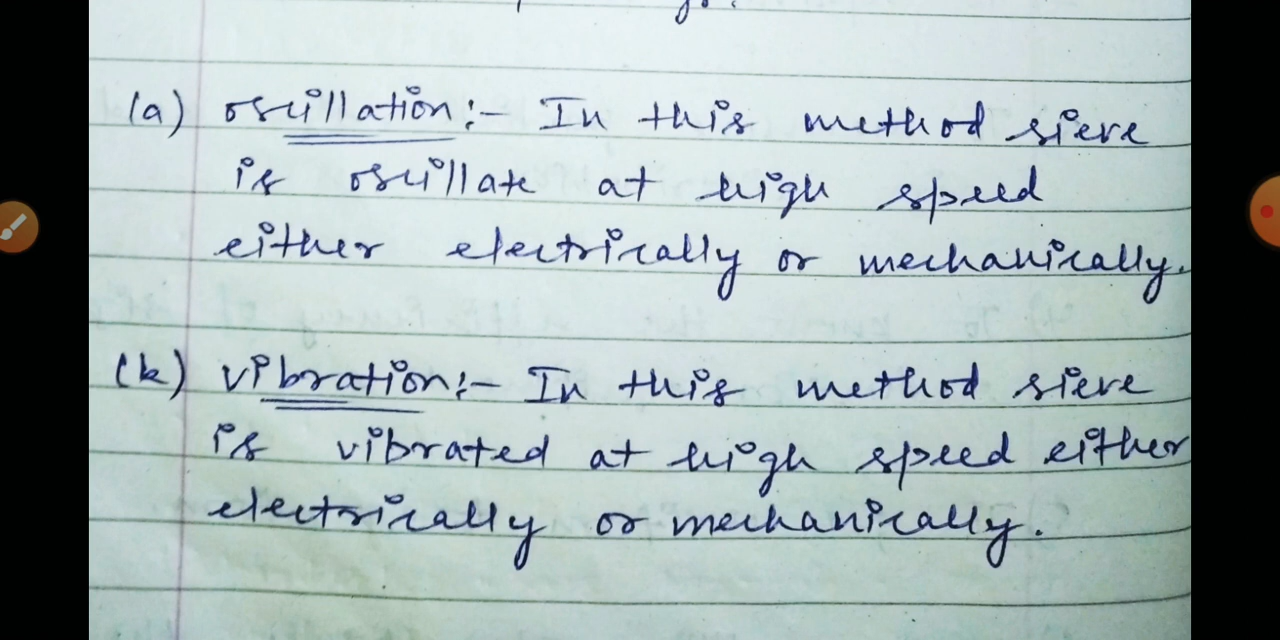 (a) oscillation :- In this method sieve
is oscillate at high speed
either electrically or mechanically.
(b) vibration :- In this method sieve
is vibrated at high speed either
electrically or mechanically.